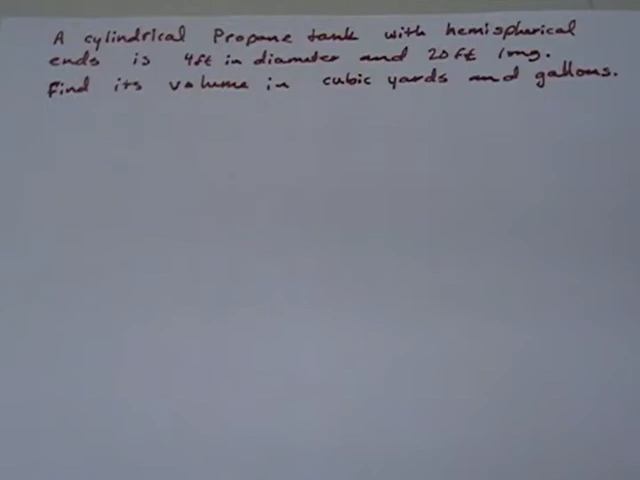 A cylindrical Propane tank with hemispherical
ends is 4ft in diameter and 20ft long.
Find its volume in cubic yards and gallons.